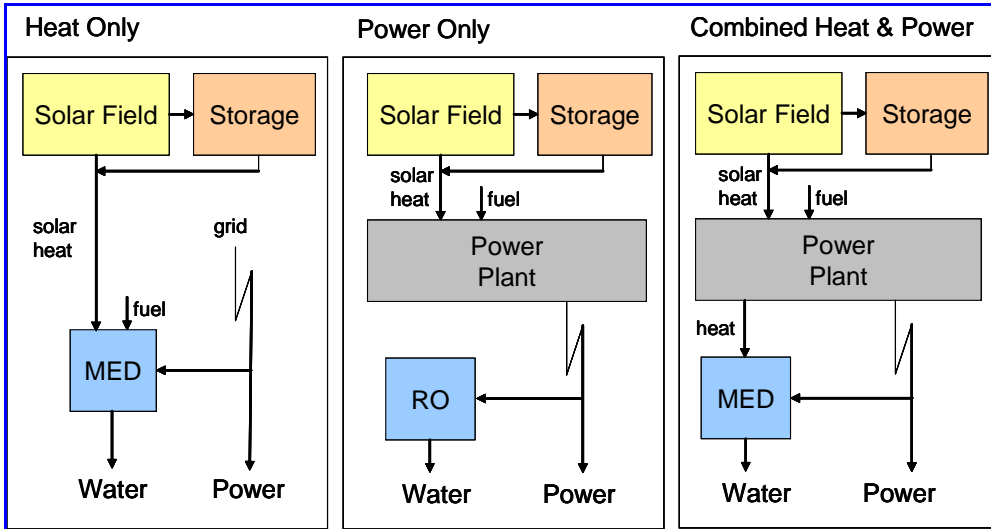 Heat Only
Solar Field
Storage
solar
heat
grid
fuel
MED
Water
Power
Power Only
Solar Field
Storage
solar
heat
fuel
Power
Plant
RO
Water
Power
Combined Heat & Power
Solar Field
Storage
solar
heat
fuel
Power
Plant
heat
MED
Water
Power